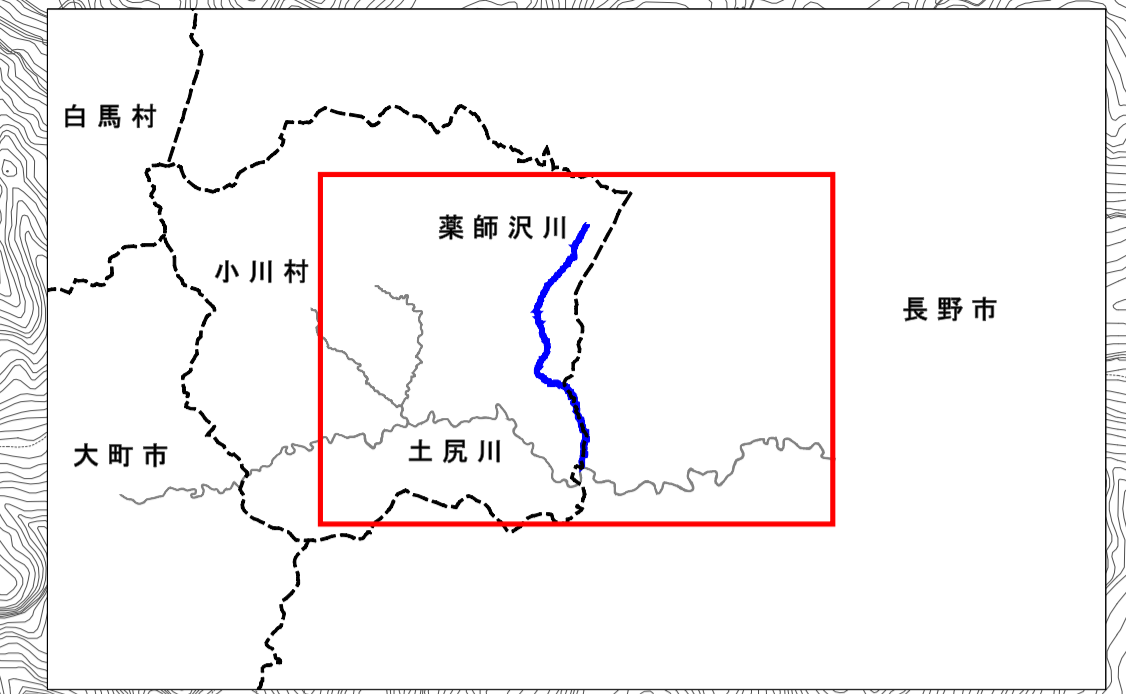 白馬村
薬師沢川
小川村
長野市
大町市
土尻川